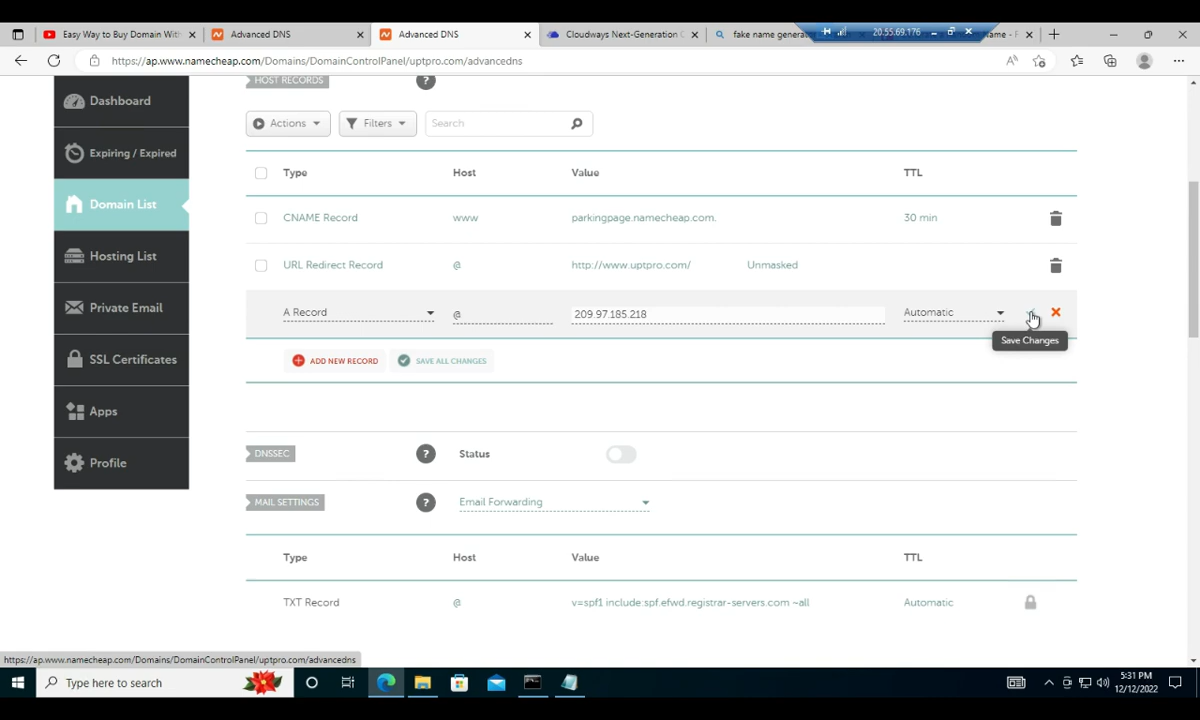 Easy Way to Buy Domain With
Advanced DNS
Advanced DNS
Cloudways Next-Generation C
fake name genera
20.55.69.176
ame - F
https://ap.www.namecheap.com/Domains/DomainControlPanel/uptpro.com/advancedns
Dashboard
Expiring / Expired
Domain List
Hosting List
Private Email
SSL Certificates
Apps
Profile
HOST RECORDS
?
Actions
Filters
Search
Type Host Value TTL
CNAME Record www parkingpage.namecheap.com. 30 min
URL Redirect Record @ http://www.uptpro.com/ Unmasked
A Record @ 209.97.185.218 Automatic
Save Changes
ADD NEW RECORD SAVE ALL CHANGES
DNSSEC ? Status
MAIL SETTINGS ? Email Forwarding
Type Host Value TTL
TXT Record @ v=spf1 include:spf.efwd.registrar-servers.com ~all Automatic
https://ap.www.namecheap.com/Domains/DomainControlPanel/uptpro.com/advancedns
Type here to search
5:31 PM
12/12/2022